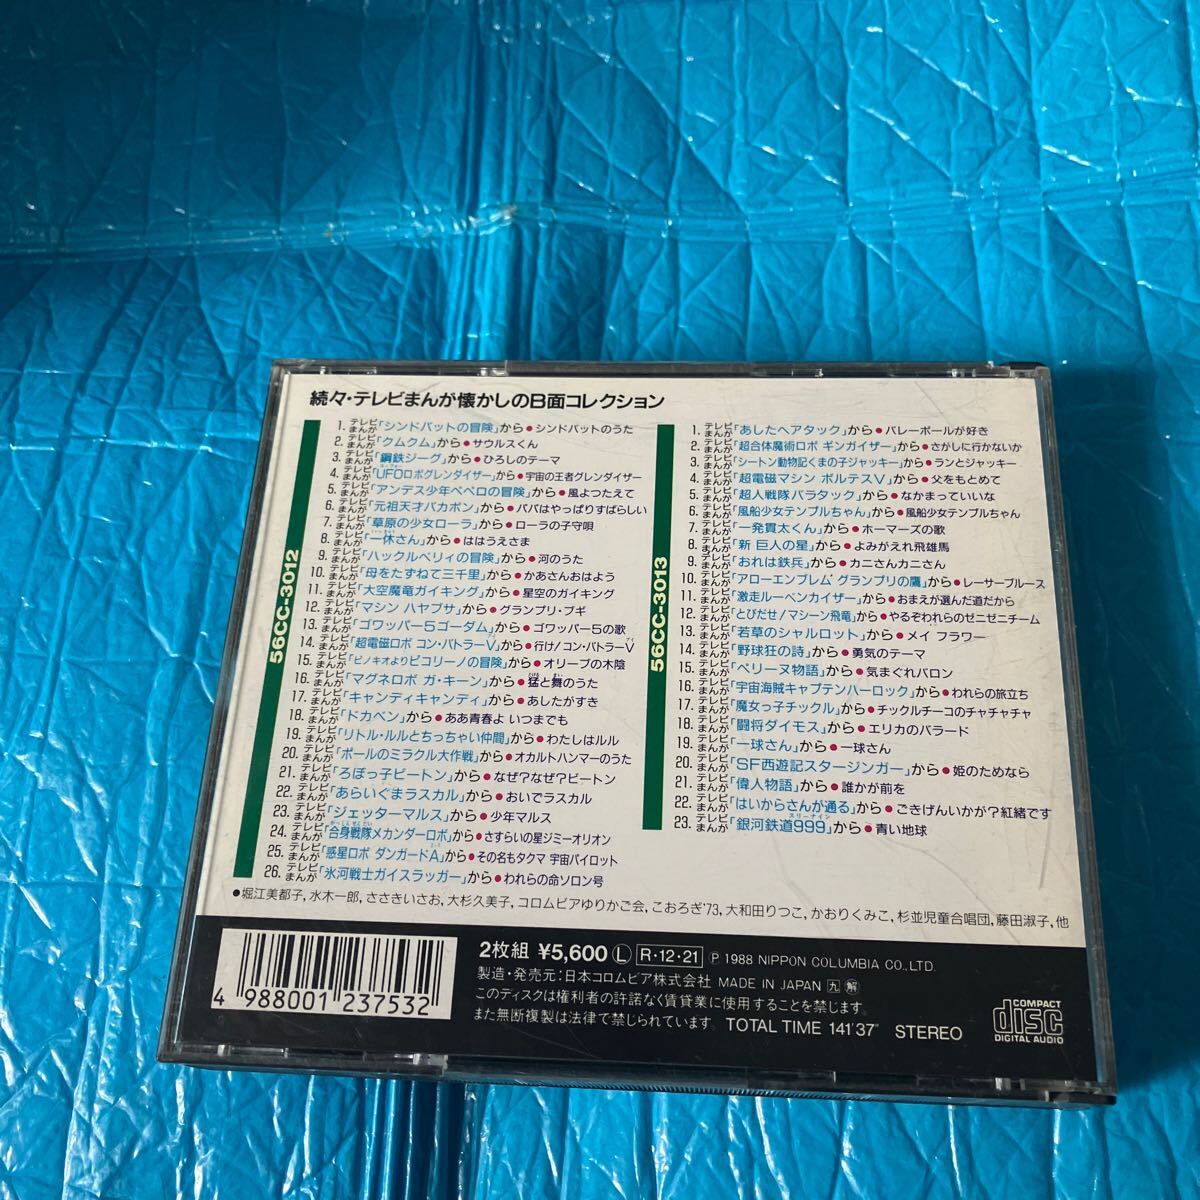 続々・テレビまんが懐かしのB面コレクション
56CC-3012
1. テレビまんが「シンドバットの冒険」から●シンドバットのうた
2. テレビまんが「クムクム」から●サウルスくん
3. テレビまんが「鋼鉄ジーグ」から●ひろしのテーマ
4. テレビまんが「UFOロボグレンダイザー」から●宇宙の王者グレンダイザー
5. テレビまんが「アンデス少年ペペロの冒険」から●風よつたえて
6. テレビまんが「元祖天才バカボン」から●パパはやっぱりすばらしい
7. テレビまんが「草原の少女ローラ」から●ローラの子守唄
8. テレビまんが「一休さん」から●ははうえさま
9. テレビまんが「ハックルベリィの冒険」から●河のうた
10. テレビまんが「母をたずねて三千里」から●かあさんおはよう
11. テレビまんが「大空魔竜ガイキング」から●星空のガイキング
12. テレビまんが「マシン ハヤブサ」から●グランプリ・ブギ
13. テレビまんが「ゴワッパー5ゴーダム」から●ゴワッパー5の歌
14. テレビまんが「超電磁ロボ コン・バトラーV」から●行け!コン・バトラーV
15. テレビまんが「ピノキオよりピコリーノの冒険」から●オリーブの木陰
16. テレビまんが「マグネロボ ガ・キーン」から●猛と舞のうた
17. テレビまんが「キャンディキャンディ」から●あしたがすき
18. テレビまんが「ドカベン」から●ああ青春よ いつまでも
19. テレビまんが「リトル・ルルとちっちゃい仲間」から●わたしはルル
20. テレビまんが「ポールのミラクル大作戦」から●オカルトハンマーのうた
21. テレビまんが「ろぼっ子ビートン」から●なぜ?なぜ?ビートン
22. テレビまんが「あらいぐまラスカル」から●おいでラスカル
23. テレビまんが「ジェッターマルス」から●少年マルス
24. テレビまんが「合身戦隊メカンダーロボ」から●さすらいの星ジミーオリオン
25. テレビまんが「惑星ロボ ダンガードA」から●その名もタクマ 宇宙パイロット
26. テレビまんが「氷河戦士ガイスラッガー」から●われらの命ソロン号
56CC-3013
1. テレビまんが「あしたへアタック」から●バレーボールが好き
2. テレビまんが「超合体魔術ロボ ギンガイザー」から●さがしに行かないか
3. テレビまんが「シートン動物記くまの子ジャッキー」から●ランとジャッキー
4. テレビまんが「超電磁マシン ボルテスV」から●父をもとめて
5. テレビまんが「超人戦隊バラタック」から●なかまっていいな
6. テレビまんが「風船少女テンプルちゃん」から●風船少女テンプルちゃん
7. テレビまんが「一発貫太くん」から●ホーマーズの歌
8. テレビまんが「新 巨人の星」から●よみがえれ飛雄馬
9. テレビまんが「おれは鉄兵」から●カニさんカニさん
10. テレビまんが「アローエンブレム グランプリの鷹」から●レーサーブルース
11. テレビまんが「激走ルーベンカイザー」から●おまえが選んだ道だから
12. テレビまんが「とびだせ!マシーン飛竜」から●やるぞわれらのゼニゼニチーム
13. テレビまんが「若草のシャルロット」から●メイ フラワー
14. テレビまんが「野球狂の詩」から●勇気のテーマ
15. テレビまんが「ペリーヌ物語」から●気まぐれバロン
16. テレビまんが「宇宙海賊キャプテンハーロック」から●われらの旅立ち
17. テレビまんが「魔女っ子チックル」から●チックルチーコのチャチャチャ
18. テレビまんが「闘将ダイモス」から●エリカのバラード
19. テレビまんが「一球さん」から●一球さん
20. テレビまんが「SF西遊記スタージンガー」から●姫のためなら
21. テレビまんが「偉人物語」から●誰かが前を
22. テレビまんが「はいからさんが通る」から●ごきげんいかが?紅緒です
23. テレビまんが「銀河鉄道999」から●青い地球
●堀江美都子,水木一郎,ささきいさお,大杉久美子,コロムビアゆりかご会,こおろぎ'73,大和田りつこ,かおりくみこ,杉並児童合唱団,藤田淑子,他
4 988001 237532
2枚組 ¥5,600 L R・12・21 ℗ 1988 NIPPON COLUMBIA CO.,LTD.
製造・発売元:日本コロムビア株式会社 MADE IN JAPAN 九 解
このディスクは権利者の許諾なく賃貸業に使用することを禁じます。
また無断複製は法律で禁じられています。 TOTAL TIME 141'37" STEREO
COMPACT disc DIGITAL AUDIO